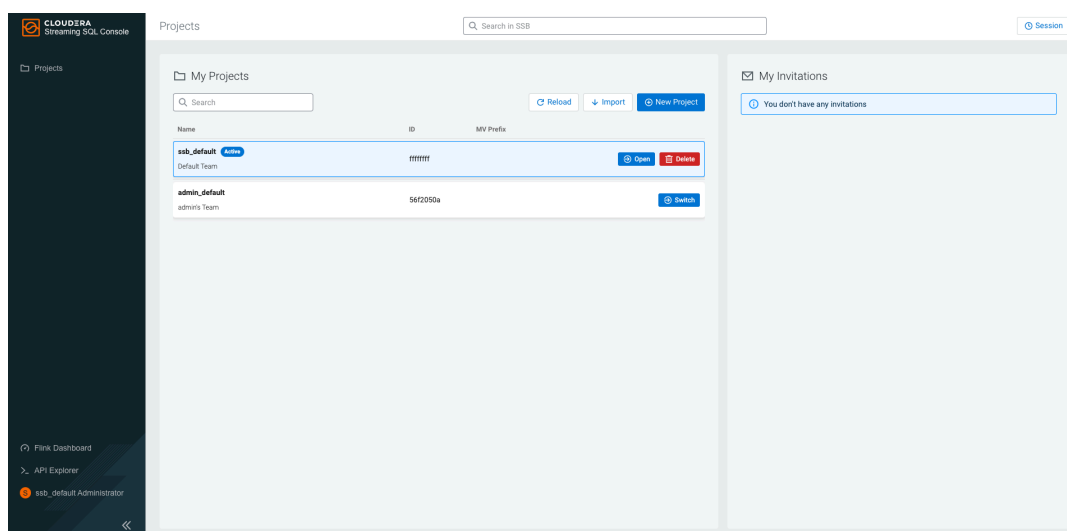 CLOUDERA
Streaming SQL Console
Projects
Search in SSB
Session
Projects
My Projects
Search
Reload
Import
New Project
Name
ID
MV Prefix
ssb_default
Active
Default Team
ffffffff
Open
Delete
admin_default
admin's Team
56f2050a
Switch
My Invitations
You don't have any invitations
Flink Dashboard
API Explorer
S
ssb_default Administrator